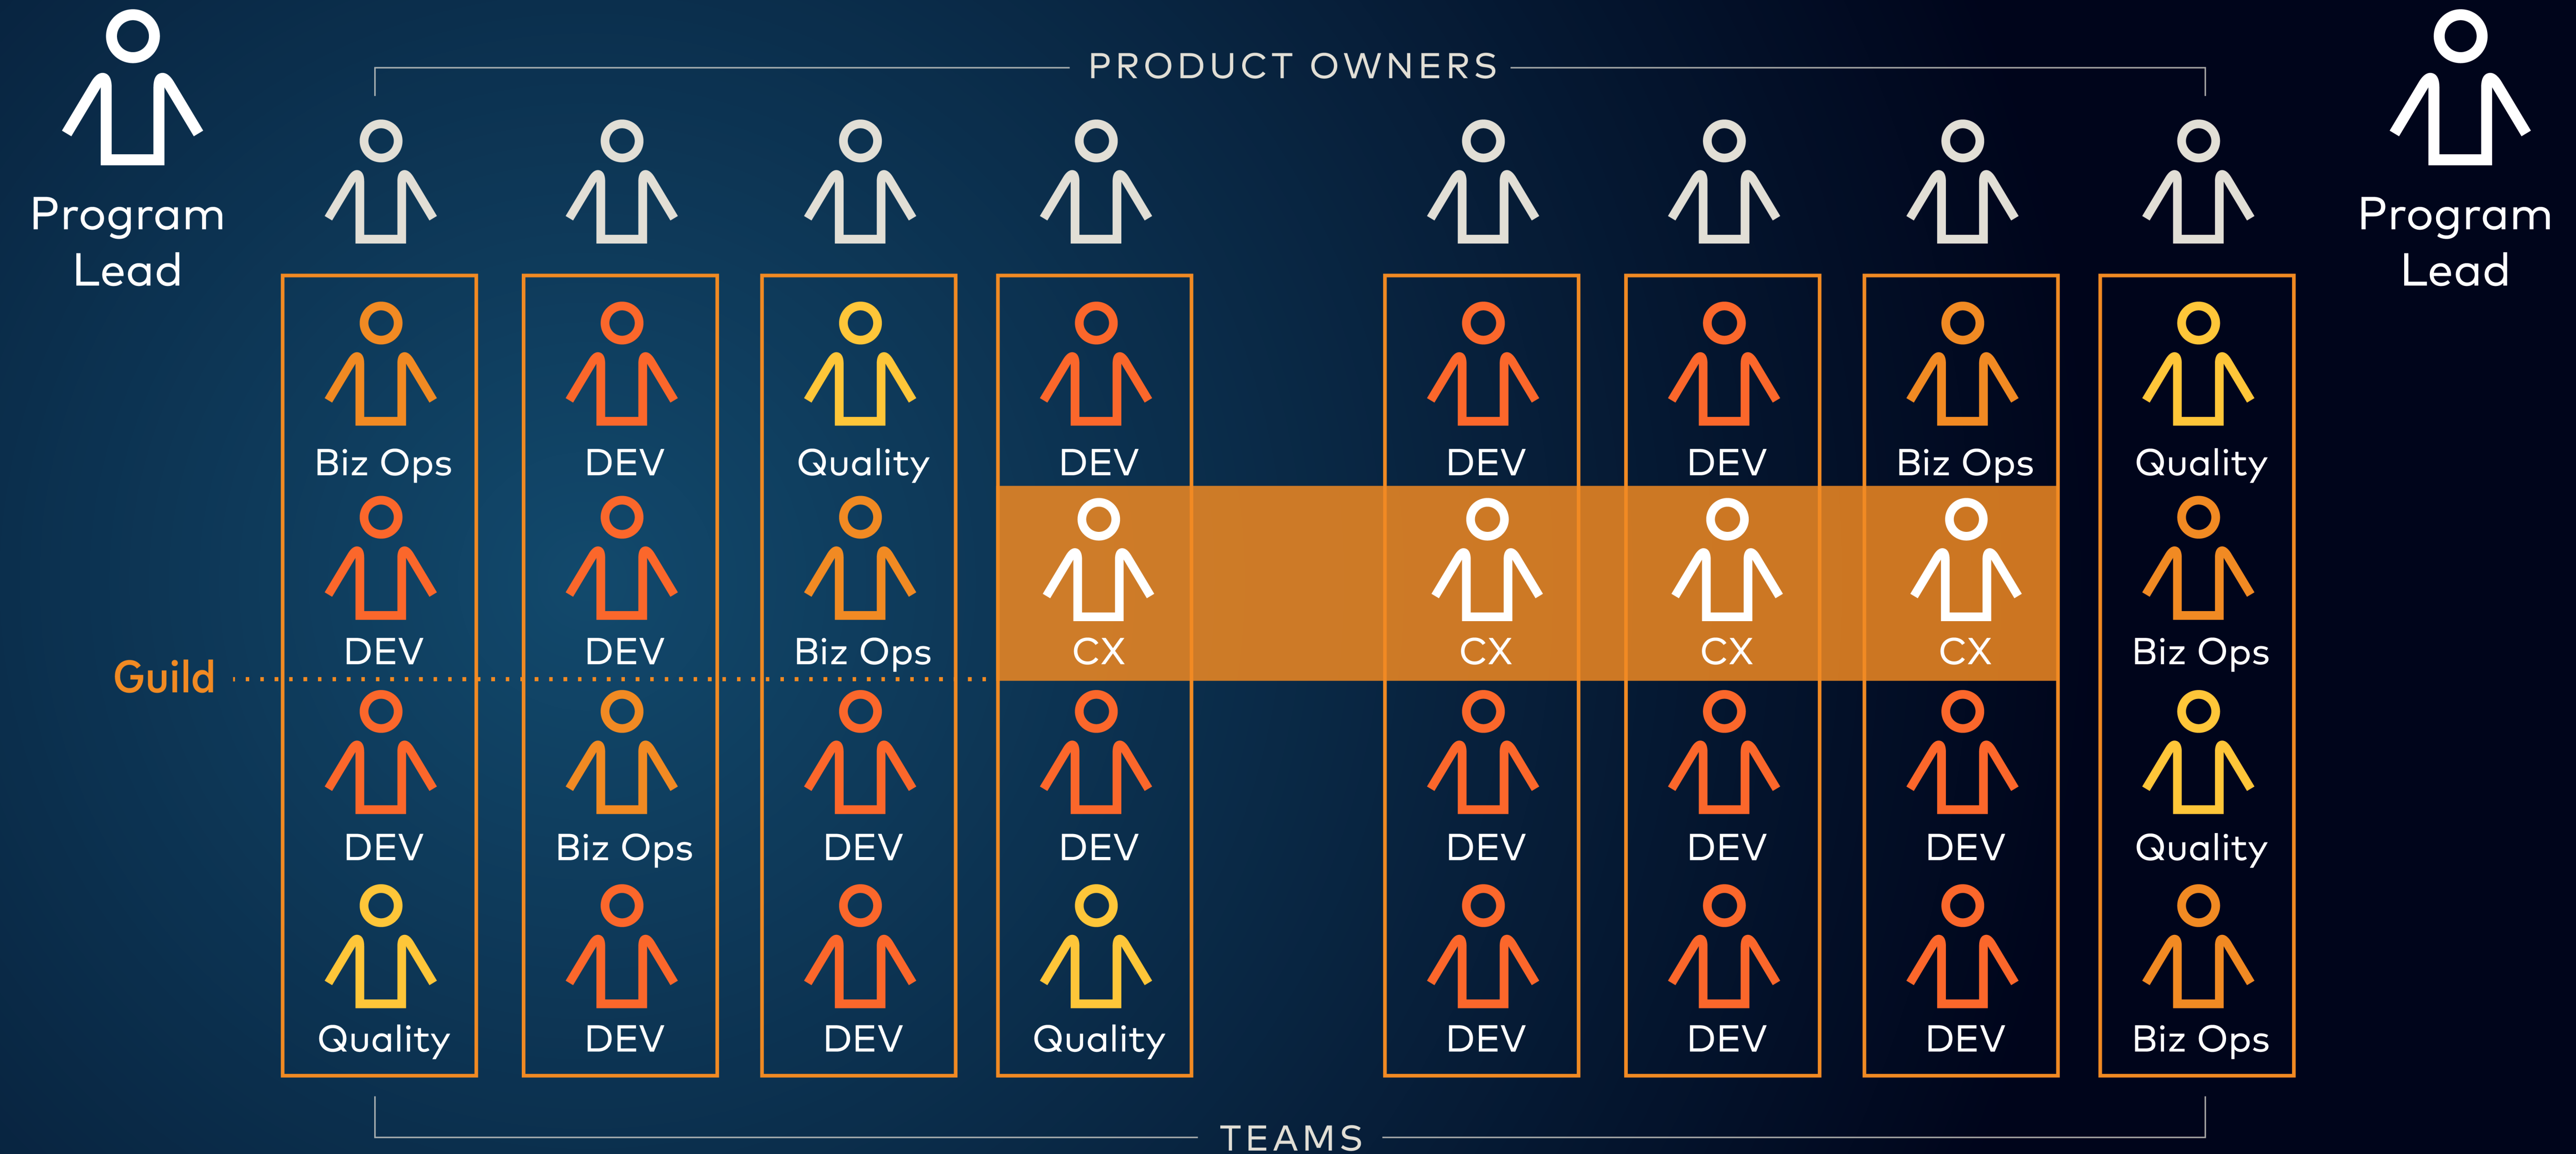 PRODUCT OWNERS
Program
Lead
Program
Lead
Biz Ops
DEV
Quality
DEV
DEV
DEV
Biz Ops
Quality
DEV
DEV
Biz Ops
CX
CX
CX
CX
Biz Ops
Guild
DEV
Biz Ops
DEV
DEV
DEV
DEV
DEV
Quality
Quality
DEV
DEV
Quality
DEV
DEV
DEV
Biz Ops
TEAMS